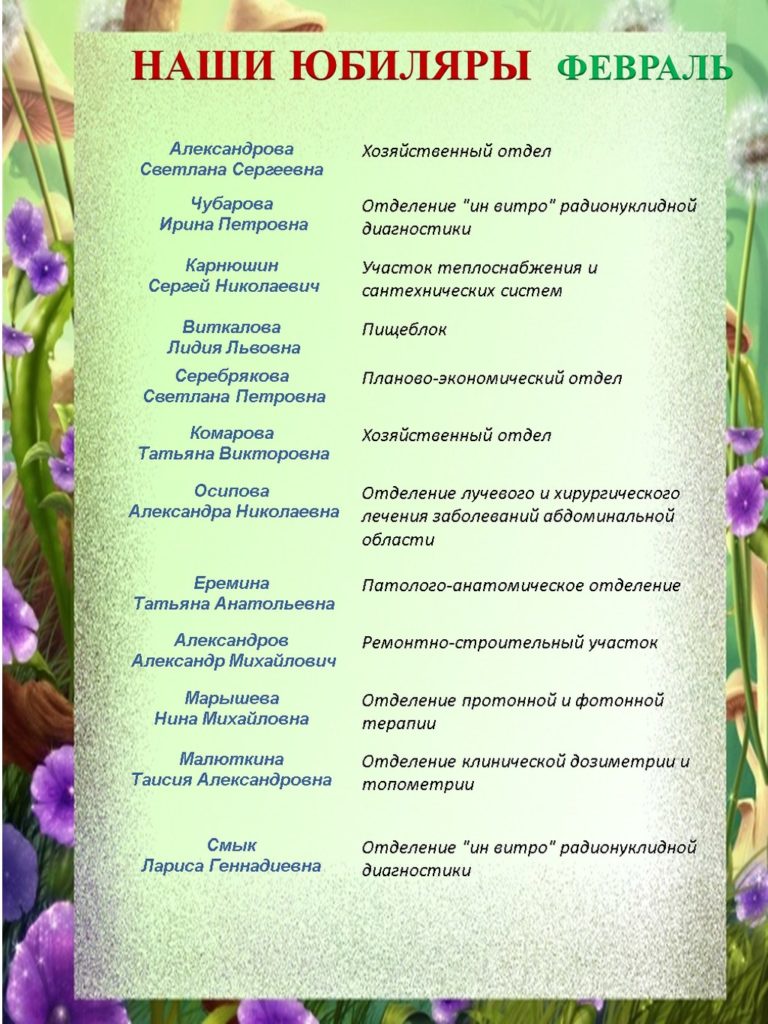 НАШИ ЮБИЛЯРЫ ФЕВРАЛЬ
Александрова
Светлана Сергеевна
Хозяйственный отдел
Чубарова
Ирина Петровна
Отделение "ин витро" радионуклидной
диагностики
Карнюшин
Сергей Николаевич
Участок теплоснабжения и
сантехнических систем
Виткалова
Лидия Львовна
Пищеблок
Серебрякова
Светлана Петровна
Планово-экономический отдел
Комарова
Татьяна Викторовна
Хозяйственный отдел
Осипова
Александра Николаевна
Отделение лучевого и хирургического
лечения заболеваний абдоминальной
области
Еремина
Татьяна Анатольевна
Патолого-анатомическое отделение
Александров
Александр Михайлович
Ремонтно-строительный участок
Марышева
Нина Михайловна
Отделение протонной и фотонной
терапии
Малюткина
Таисия Александровна
Отделение клинической дозиметрии и
топометрии
Смык
Лариса Геннадиевна
Отделение "ин витро" радионуклидной
диагностики